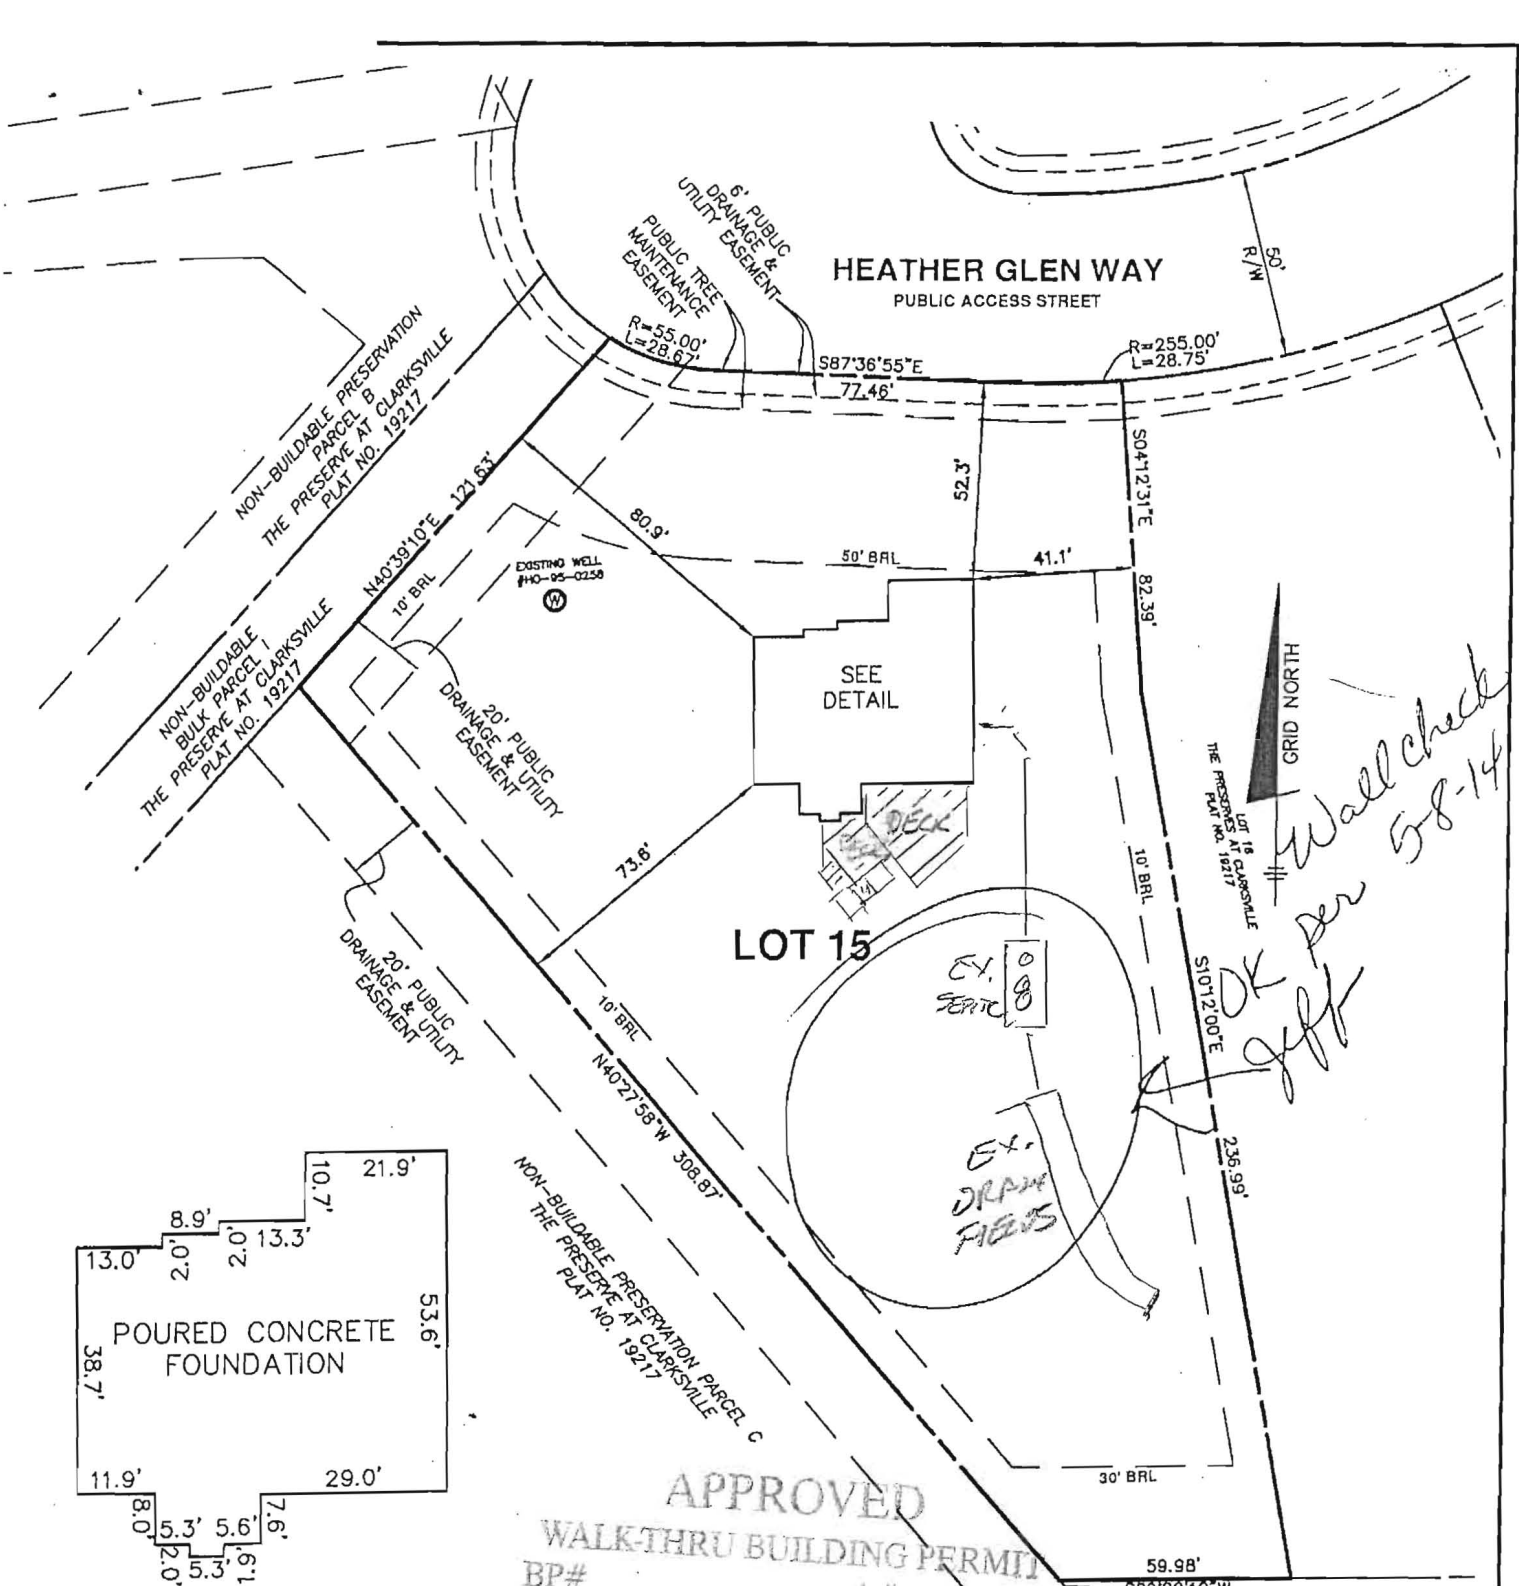 6' PUBLIC
DRAINAGE &
UTILITY EASEMENT
PUBLIC TREE
MAINTENANCE
EASEMENT
HEATHER GLEN WAY
PUBLIC ACCESS STREET
50'
R/W
R=55.00'
L=28.67'
S87°36'55"E
77.46'
R=255.00'
L=28.75'
NON-BUILDABLE PRESERVATION
PARCEL B
THE PRESERVE AT CLARKSVILLE
PLAT NO. 19217
N40°39'10"E 121.63'
10' BRL
80.9'
52.3'
S04°12'31"E
82.39'
EXISTING WELL
#HO-95-0258
W
50' BRL
41.1'
NON-BUILDABLE
BULK PARCEL I
THE PRESERVE AT CLARKSVILLE
PLAT NO. 19217
20' PUBLIC
DRAINAGE & UTILITY
EASEMENT
SEE
DETAIL
GRID NORTH
Wall check
5-8-14
OK per
Jeff
LOT 16
THE PRESERVES AT CLARKSVILLE
PLAT NO. 19217
DECK
DECK
73.6'
10' BRL
LOT 15
EX.
SEPTIC
20' PUBLIC
DRAINAGE & UTILITY
EASEMENT
10' BRL
S10°12'00"E
236.99'
N40°27'58"W 308.87'
EX.
DRAIN
FIELDS
NON-BUILDABLE PRESERVATION PARCEL C
THE PRESERVE AT CLARKSVILLE
PLAT NO. 19217
21.9'
10.7'
8.9'
2.0'
2.0'
13.3'
13.0'
POURED CONCRETE
FOUNDATION
53.6'
38.7'
11.9'
29.0'
8.0'
5.3'
5.6'
7.6'
2.0'
5.3'
1.9'
30' BRL
APPROVED
WALK-THRU BUILDING PERMIT
BP#
59.98'